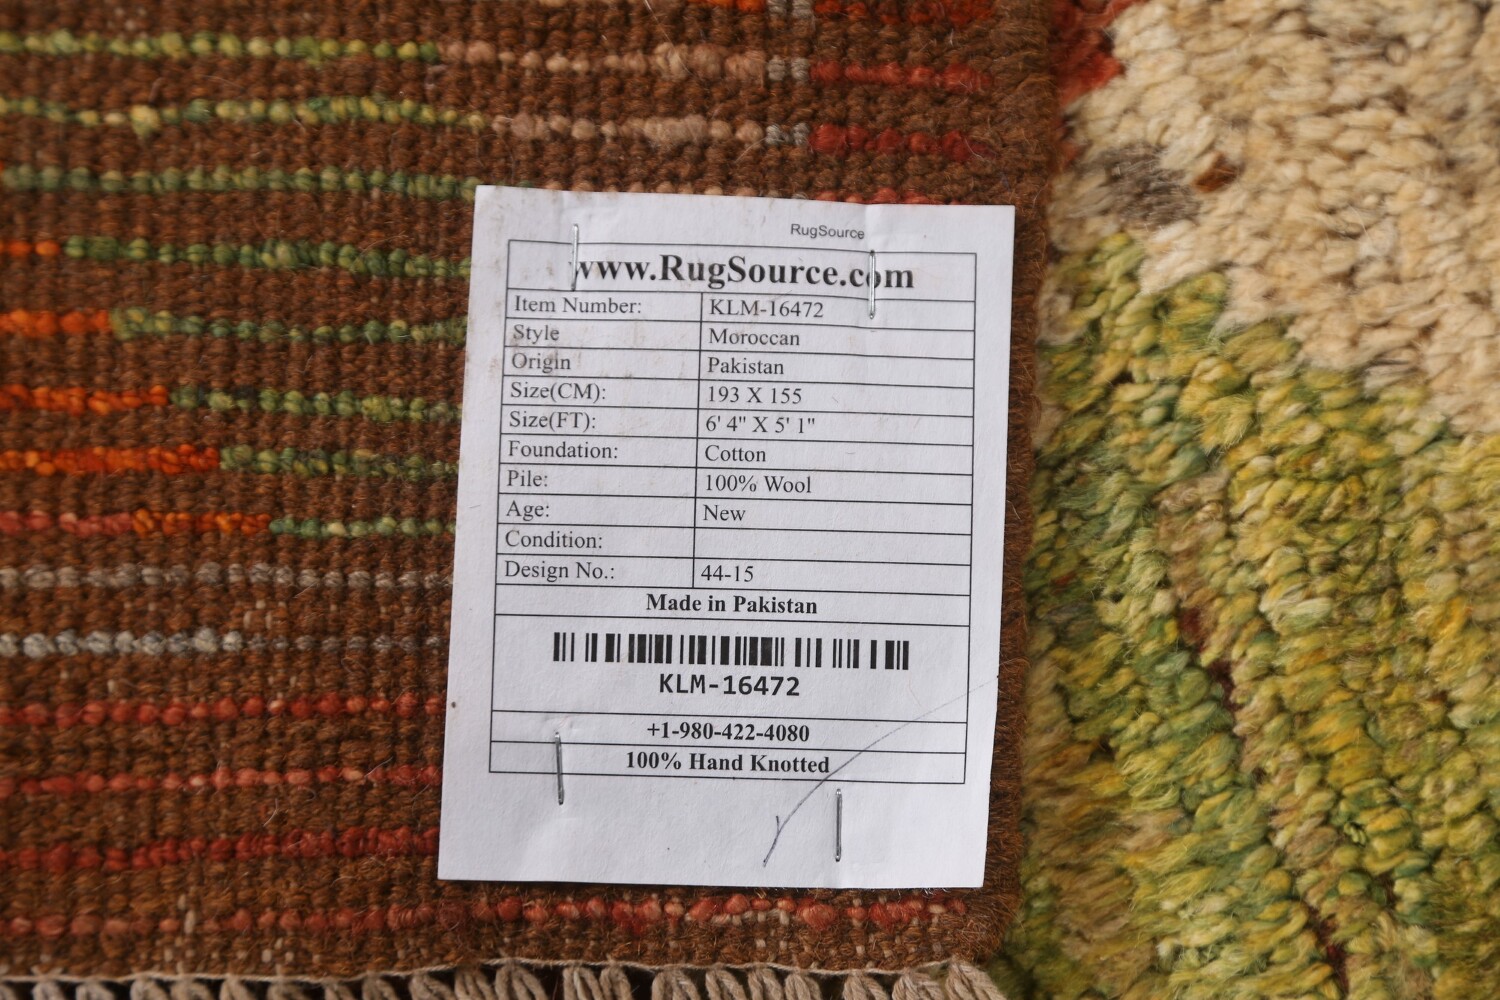 RugSource
www.RugSource.com
Item Number: KLM-16472
Style Moroccan
Origin Pakistan
Size(CM): 193 X 155
Size(FT): 6' 4" X 5' 1"
Foundation: Cotton
Pile: 100% Wool
Age: New
Condition:
Design No.: 44-15
Made in Pakistan
KLM-16472
+1-980-422-4080
100% Hand Knotted